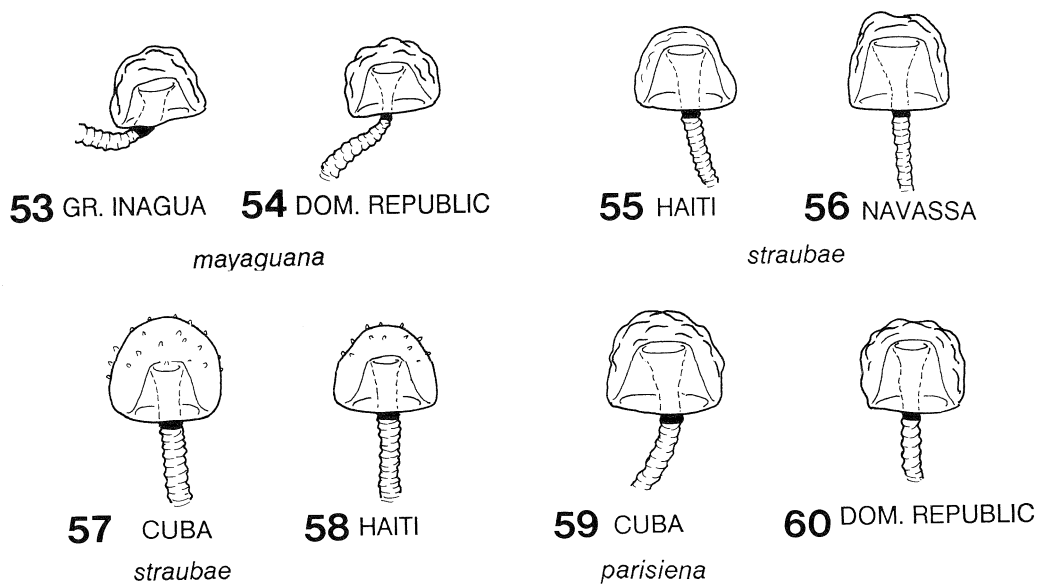 53 GR. INAGUA 54 DOM. REPUBLIC
mayaguana
55 HAITI 56 NAVASSA
straubae
57 CUBA 58 HAITI
straubae
59 CUBA 60 DOM. REPUBLIC
parisiena